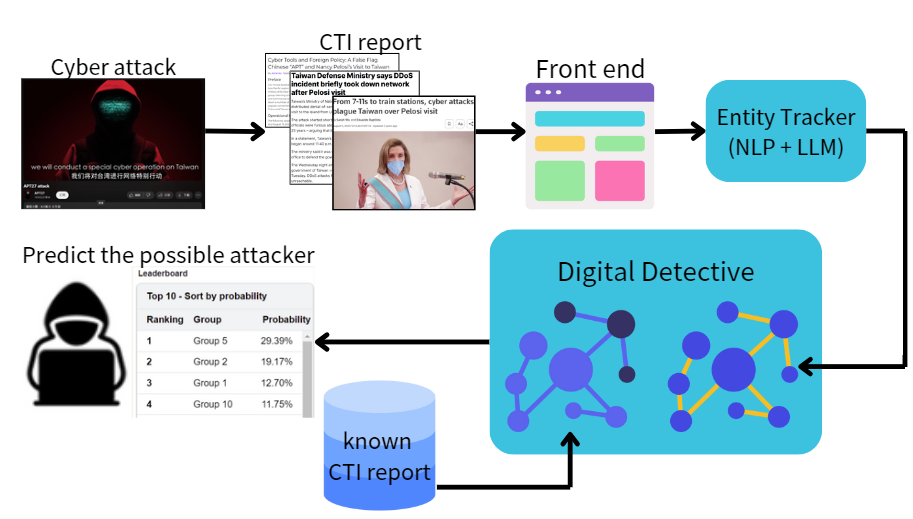 Cyber attack
we will conduct a special cyber operation on Taiwan
我们将对台湾进行网络特别行动
APT27 attack
APT27
CTI report
Cyber Tools and Foreign Policy: A False Flag
Chinese "APT" and Nancy Pelosi's Visit to Taiwan
Taiwan Defense Ministry says DDoS
incident briefly took down network
after Pelosi visit
From 7-11s to train stations, cyber attacks
plague Taiwan over Pelosi visit
Front end
Entity Tracker
(NLP + LLM)
Digital Detective
known
CTI report
Predict the possible attacker
Leaderboard
Top 10 - Sort by probability
Ranking Group Probability
1 Group 5 29.39%
2 Group 2 19.17%
3 Group 1 12.70%
4 Group 10 11.75%